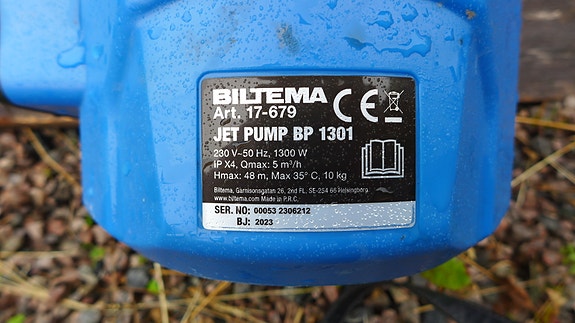 BILTEMA CE
Art. 17-679
JET PUMP BP 1301
230 V~50 Hz, 1300 W
IP X4, Qmax: 5 m³/h
Hmax: 48 m, Max 35° C, 10 kg
Biltema, Garnisonsgatan 26, 2nd FL, SE-254 66 Helsingborg
www.biltema.com Made in P.R.C.
SER. NO: 00053 2306212
BJ: 2023